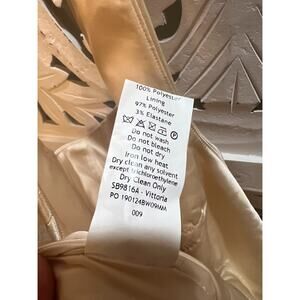 100% Polyester
Lining
97% Polyester
3% Elastane
Do not wash
Do not bleach
Do not dry
Iron low heat
Dry clean any solvent
except trichloroethylene
Dry Clean Only
SB9816A - Vittoria
PO 190124BW09MM
009